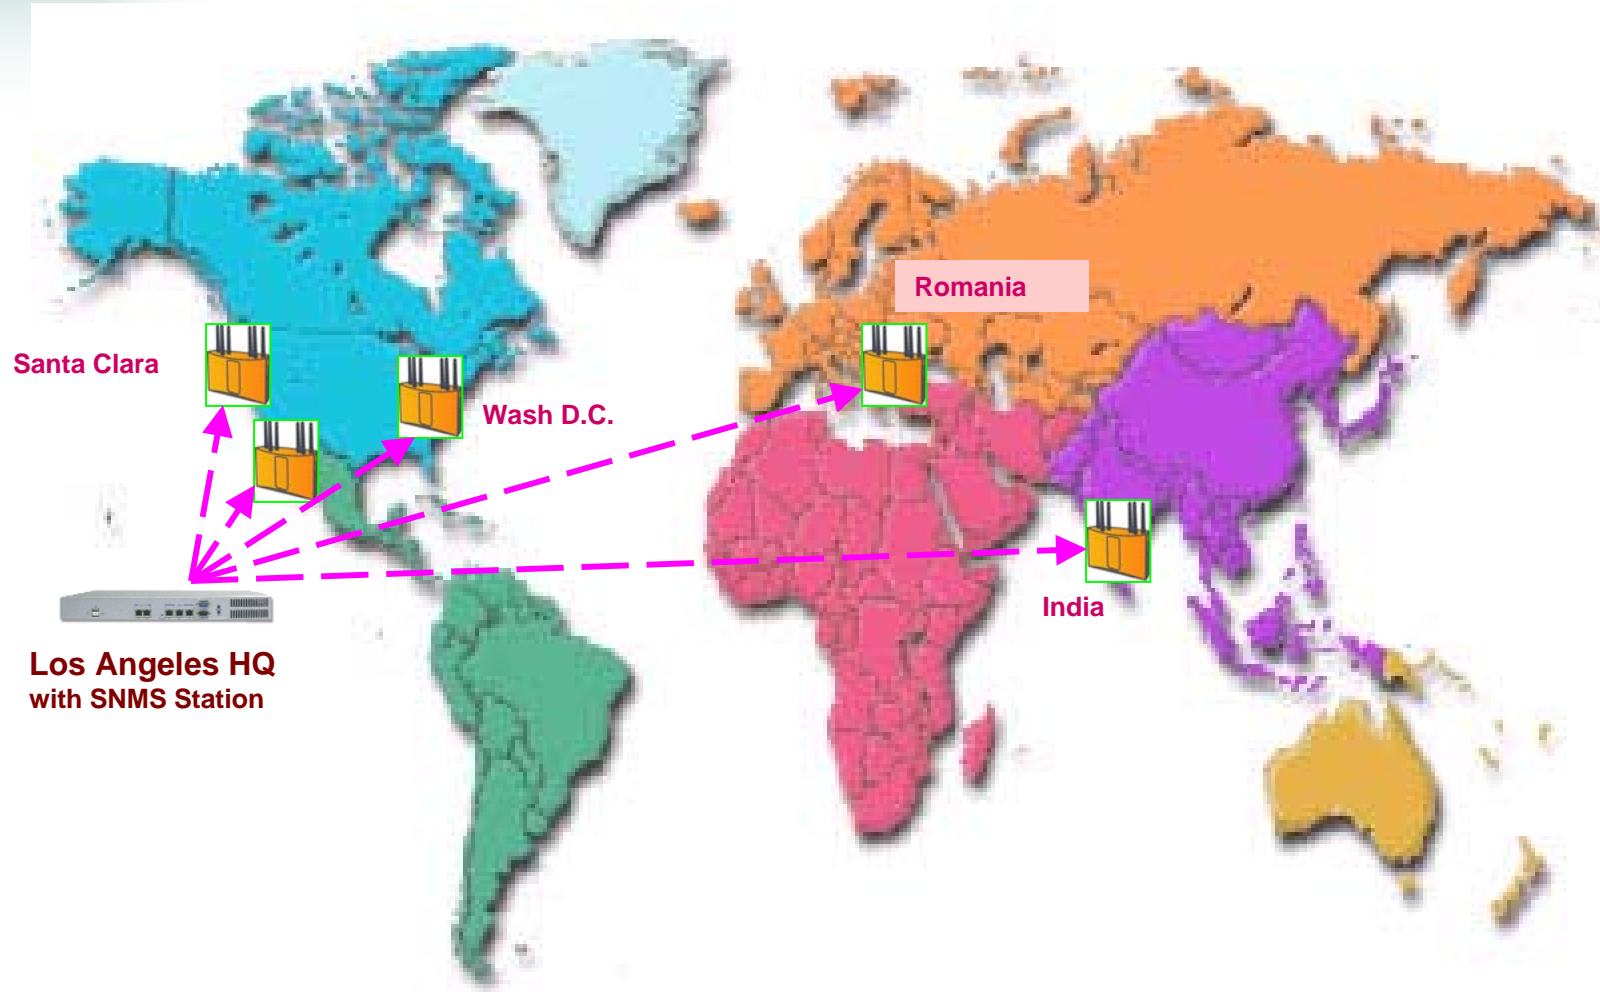 Romania
Santa Clara
Wash D.C.
India
Los Angeles HQ
with SNMS Station